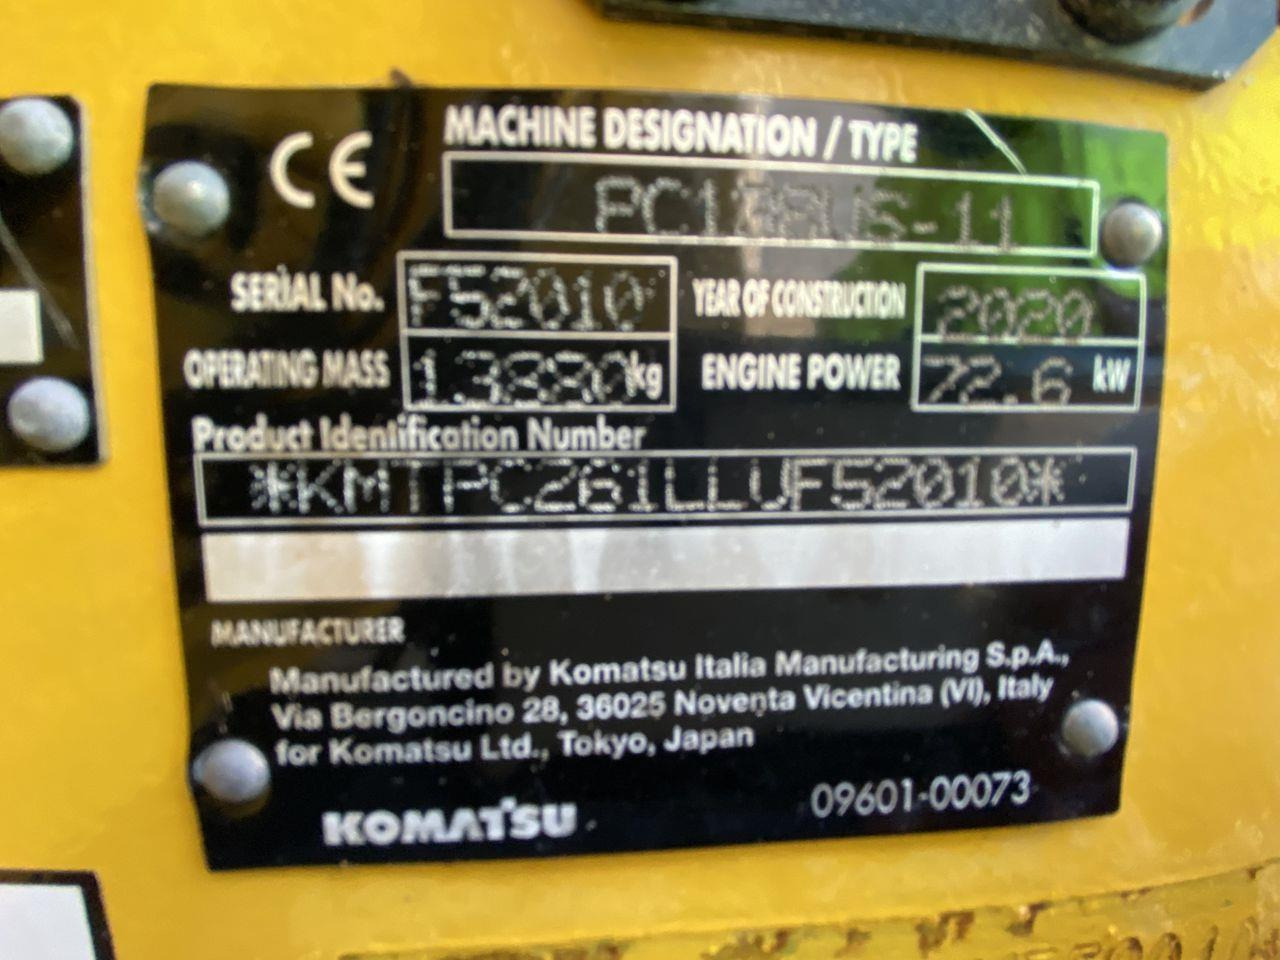 CE
MACHINE DESIGNATION / TYPE
PC138US-11
SERIAL No. F52010 YEAR OF CONSTRUCTION 2020
OPERATING MASS 13880 kg ENGINE POWER 72.6 kW
Product Identification Number
*KMTPC261LLUF52010*
MANUFACTURER
Manufactured by Komatsu Italia Manufacturing S.p.A.,
Via Bergoncino 28, 36025 Noventa Vicentina (VI), Italy
for Komatsu Ltd., Tokyo, Japan
KOMATSU 09601-00073